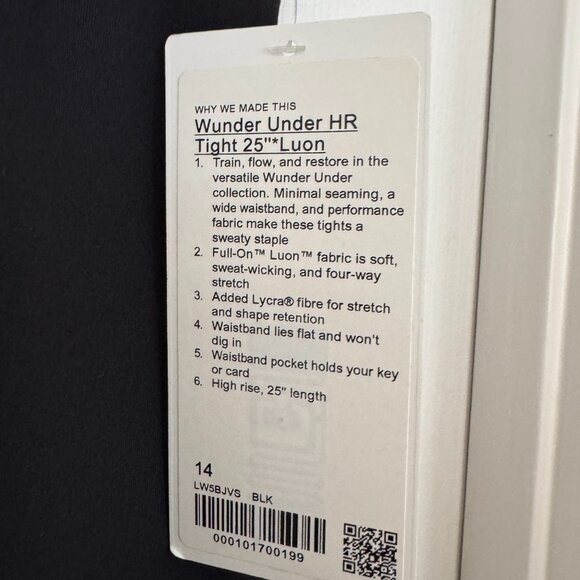 WHY WE MADE THIS
Wunder Under HR
Tight 25"*Luon
1. Train, flow, and restore in the
versatile Wunder Under
collection. Minimal seaming, a
wide waistband, and performance
fabric make these tights a
sweaty staple
2. Full-On™ Luon™ fabric is soft,
sweat-wicking, and four-way
stretch
3. Added Lycra® fibre for stretch
and shape retention
4. Waistband lies flat and won't
dig in
5. Waistband pocket holds your key
or card
6. High rise, 25" length
14
LW5BJVS BLK
000101700199